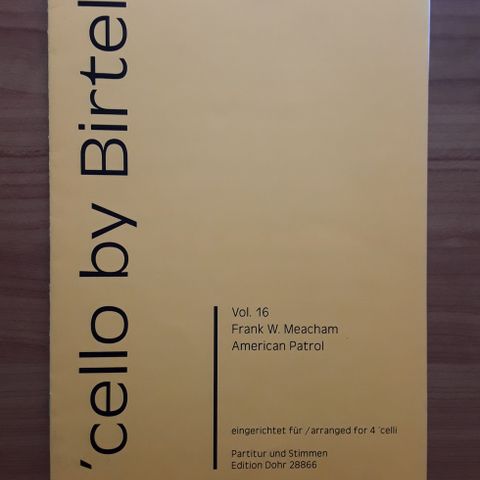 'cello by Birtel
Vol. 16
Frank W. Meacham
American Patrol
eingerichtet für /arranged for 4 'celli
Partitur und Stimmen
Edition Dohr 28866